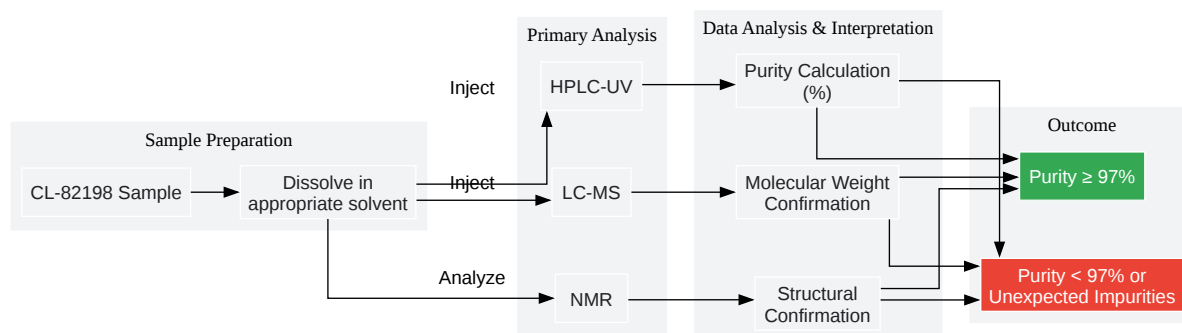 Primary Analysis
Data Analysis & Interpretation
Inject
HPLC-UV
Purity Calculation
(%)
Sample Preparation
Outcome
CL-82198 Sample
Dissolve in
appropriate solvent
Inject
LC-MS
Molecular Weight
Confirmation
Purity ≥ 97%
Analyze
NMR
Structural
Confirmation
Purity < 97% or
Unexpected Impurities